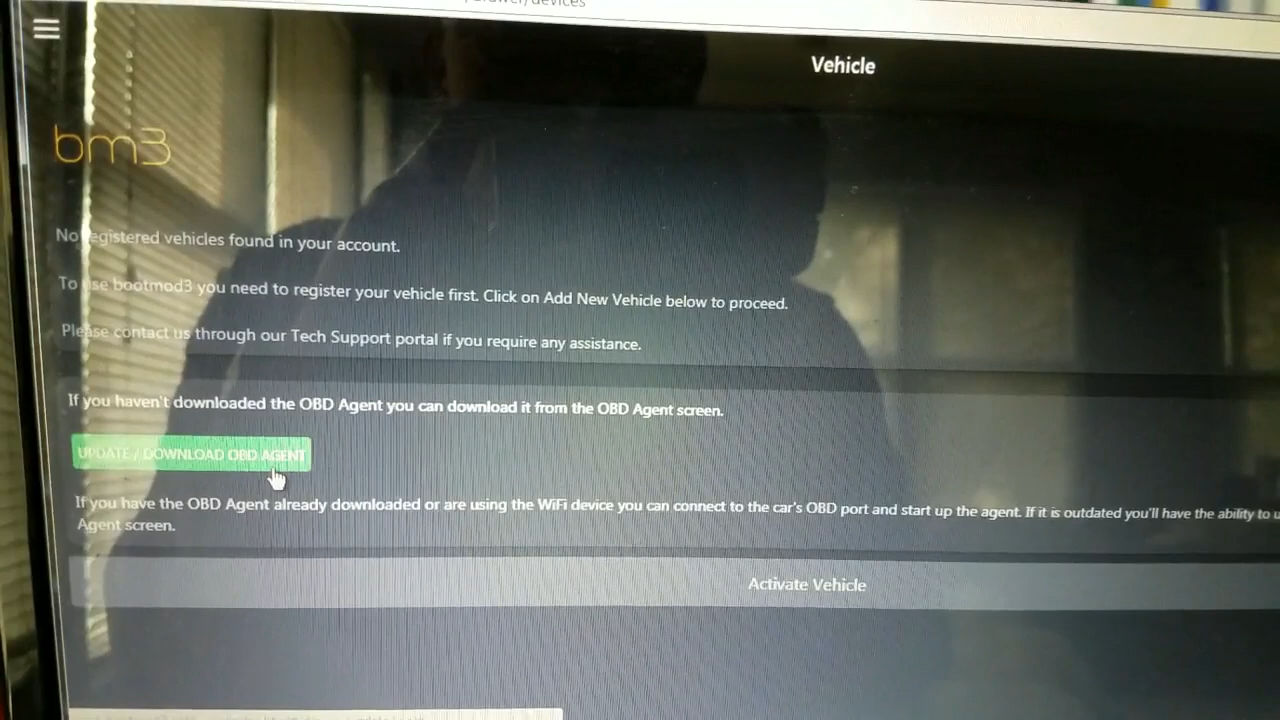 Vehicle
bm3
No registered vehicles found in your account.
To use bootmod3 you need to register your vehicle first. Click on Add New Vehicle below to proceed.
Please contact us through our Tech Support portal if you require any assistance.
If you haven't downloaded the OBD Agent you can download it from the OBD Agent screen.
UPDATE / DOWNLOAD OBD AGENT
If you have the OBD Agent already downloaded or are using the WiFi device you can connect to the car's OBD port and start up the agent. If it is outdated you'll have the ability to
Agent screen.
Activate Vehicle